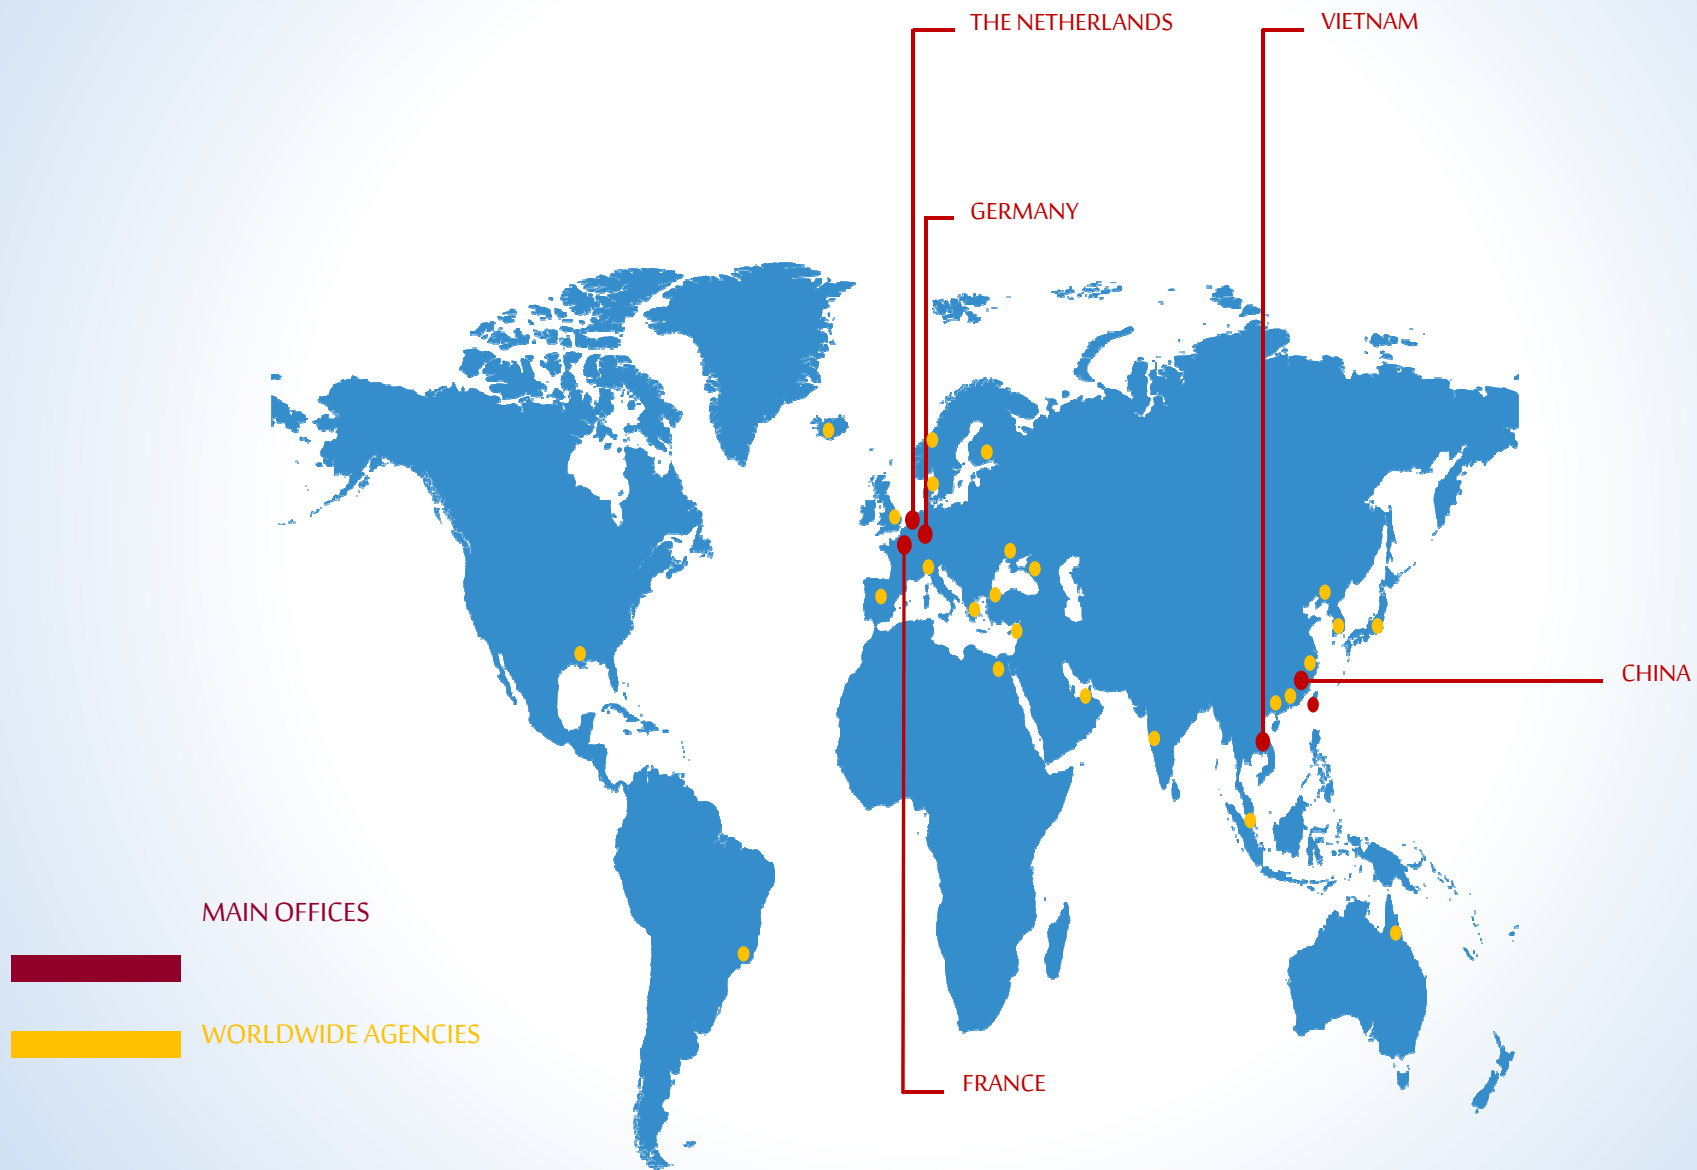 THE NETHERLANDS
VIETNAM
GERMANY
CHINA
MAIN OFFICES
WORLDWIDE AGENCIES
FRANCE